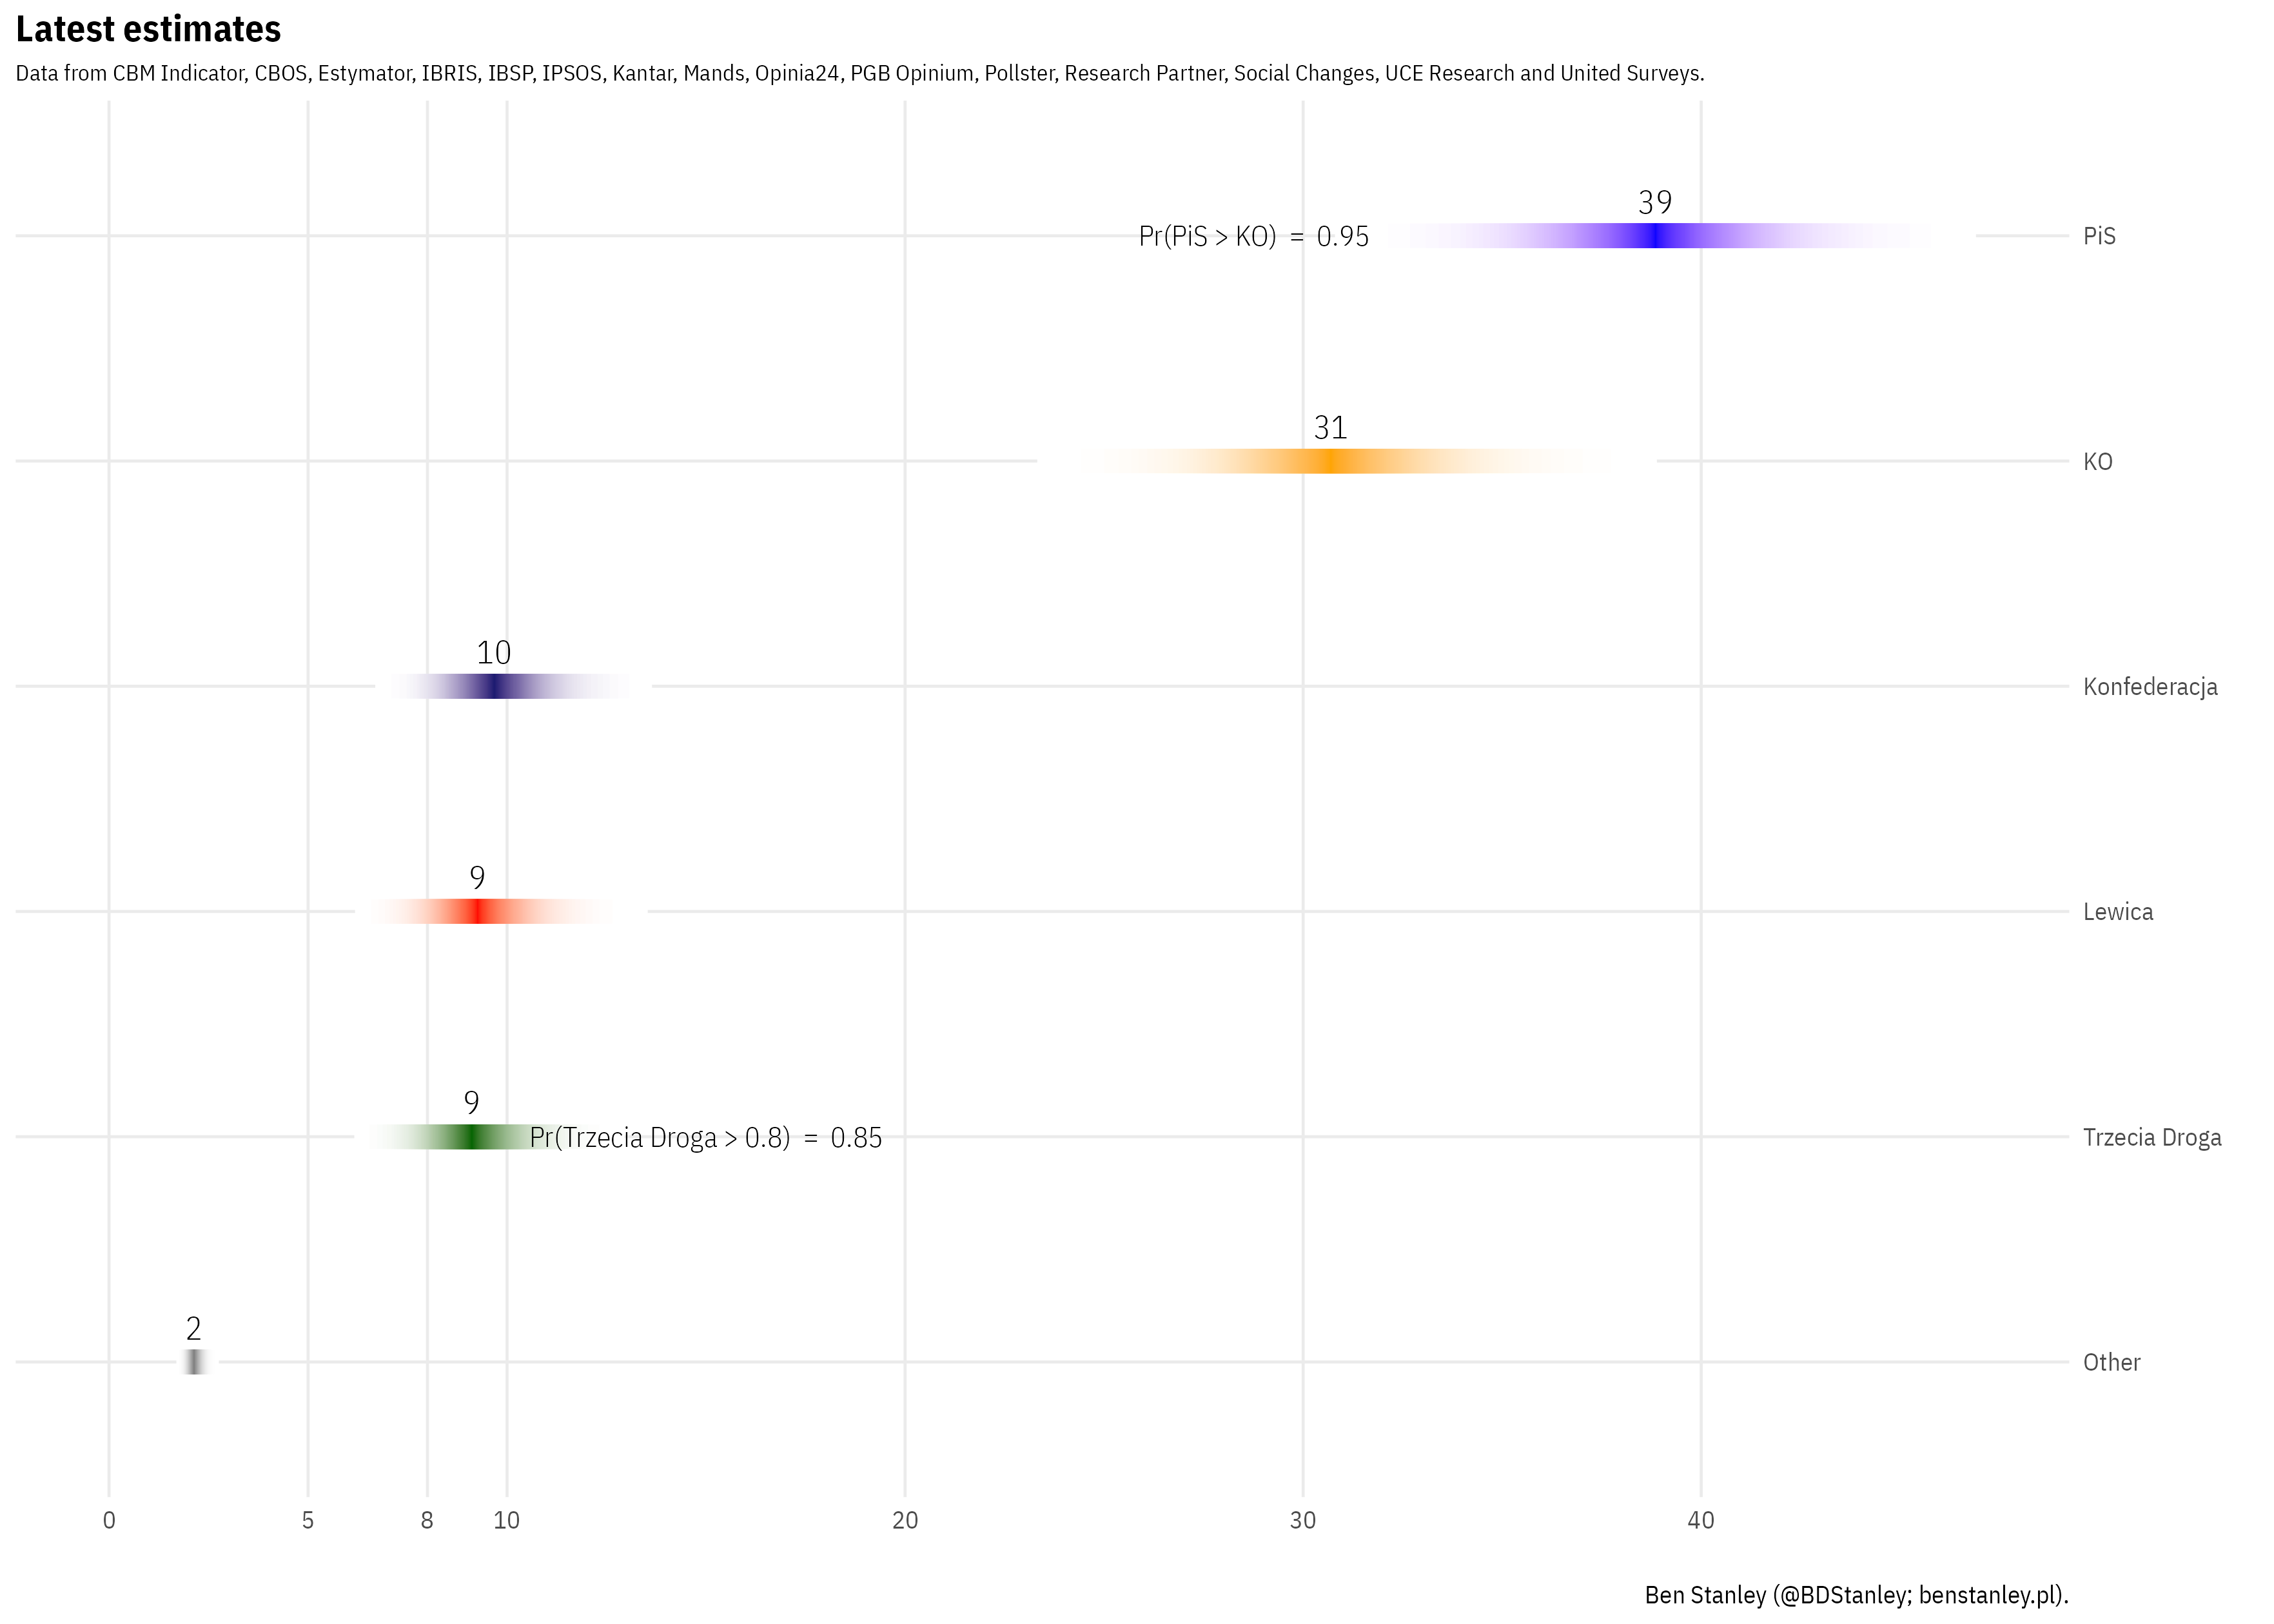 Latest estimates
Data from CBM Indicator, CBOS, Estymator, IBRIS, IBSP, IPSOS, Kantar, Mands, Opinia24, PGB Opinium, Pollster, Research Partner, Social Changes, UCE Research and United Surveys.
39
Pr(PiS > KO) = 0.95
PiS
31
KO
10
Konfederacja
9
Lewica
9
Pr(Trzecia Droga > 0.8) = 0.85
Trzecia Droga
2
Other
0 5 8 10 20 30 40
Ben Stanley (@BDStanley; benstanley.pl).